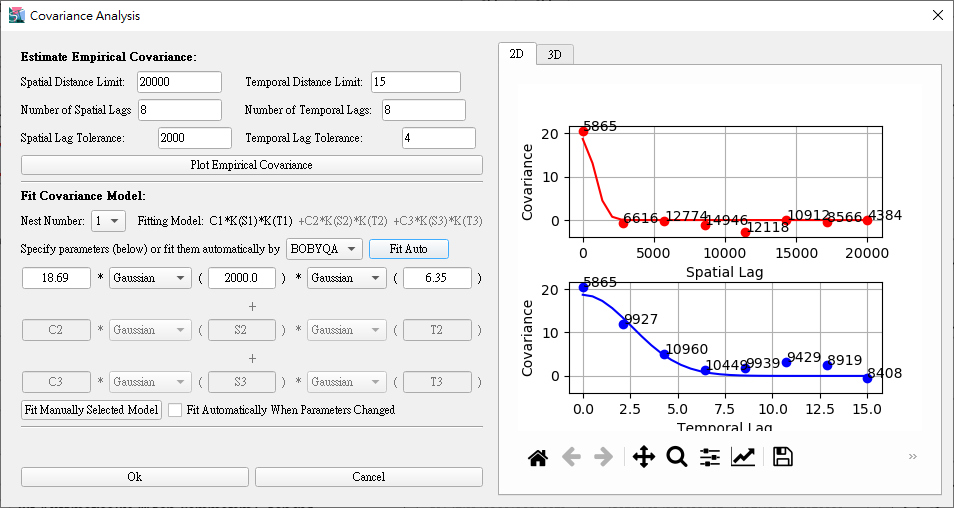 Covariance Analysis
Estimate Empirical Covariance:
Spatial Distance Limit: 20000 Temporal Distance Limit: 15
Number of Spatial Lags 8 Number of Temporal Lags: 8
Spatial Lag Tolerance: 2000 Temporal Lag Tolerance: 4
Plot Empirical Covariance
Fit Covariance Model:
Nest Number: 1 Fitting Model: C1*K(S1)*K(T1) +C2*K(S2)*K(T2) +C3*K(S3)*K(T3)
Specify parameters (below) or fit them automatically by BOBYQA Fit Auto
18.69 * Gaussian ( 2000.0 ) * Gaussian ( 6.35 )
+
C2 * Gaussian ( S2 ) * Gaussian ( T2 )
+
C3 * Gaussian ( S3 ) * Gaussian ( T3 )
Fit Manually Selected Model Fit Automatically When Parameters Changed
Ok Cancel
2D 3D
Covariance
20
10
0
5865
6616 12774 14946 12118 10912 8566 4384
0 5000 10000 15000 20000
Spatial Lag
Covariance
20
10
0
5865
9927
10960
10449 9939 9429 8919 8408
0.0 2.5 5.0 7.5 10.0 12.5 15.0
Temporal Lag